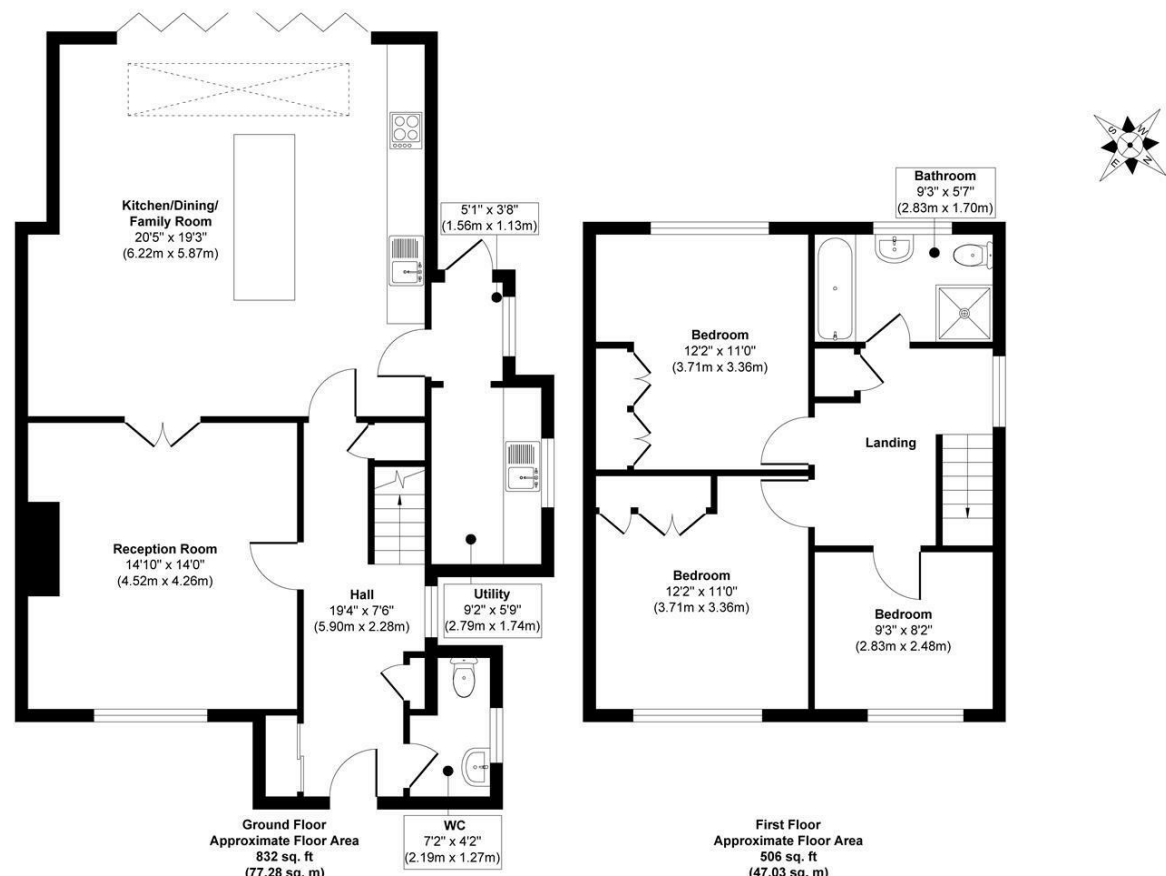 Kitchen/Dining/
Family Room
20'5" x 19'3"
(6.22m x 5.87m)
5'1" x 3'8"
(1.56m x 1.13m)
Reception Room
14'10" x 14'0"
(4.52m x 4.26m)
Hall
19'4" x 7'6"
(5.90m x 2.28m)
Utility
9'2" x 5'9"
(2.79m x 1.74m)
WC
7'2" x 4'2"
(2.19m x 1.27m)
Ground Floor
Approximate Floor Area
832 sq. ft
(77.28 sq. m)
Bathroom
9'3" x 5'7"
(2.83m x 1.70m)
Bedroom
12'2" x 11'0"
(3.71m x 3.36m)
Landing
Bedroom
12'2" x 11'0"
(3.71m x 3.36m)
Bedroom
9'3" x 8'2"
(2.83m x 2.48m)
First Floor
Approximate Floor Area
506 sq. ft
(47.03 sq. m)
S
W
E
N